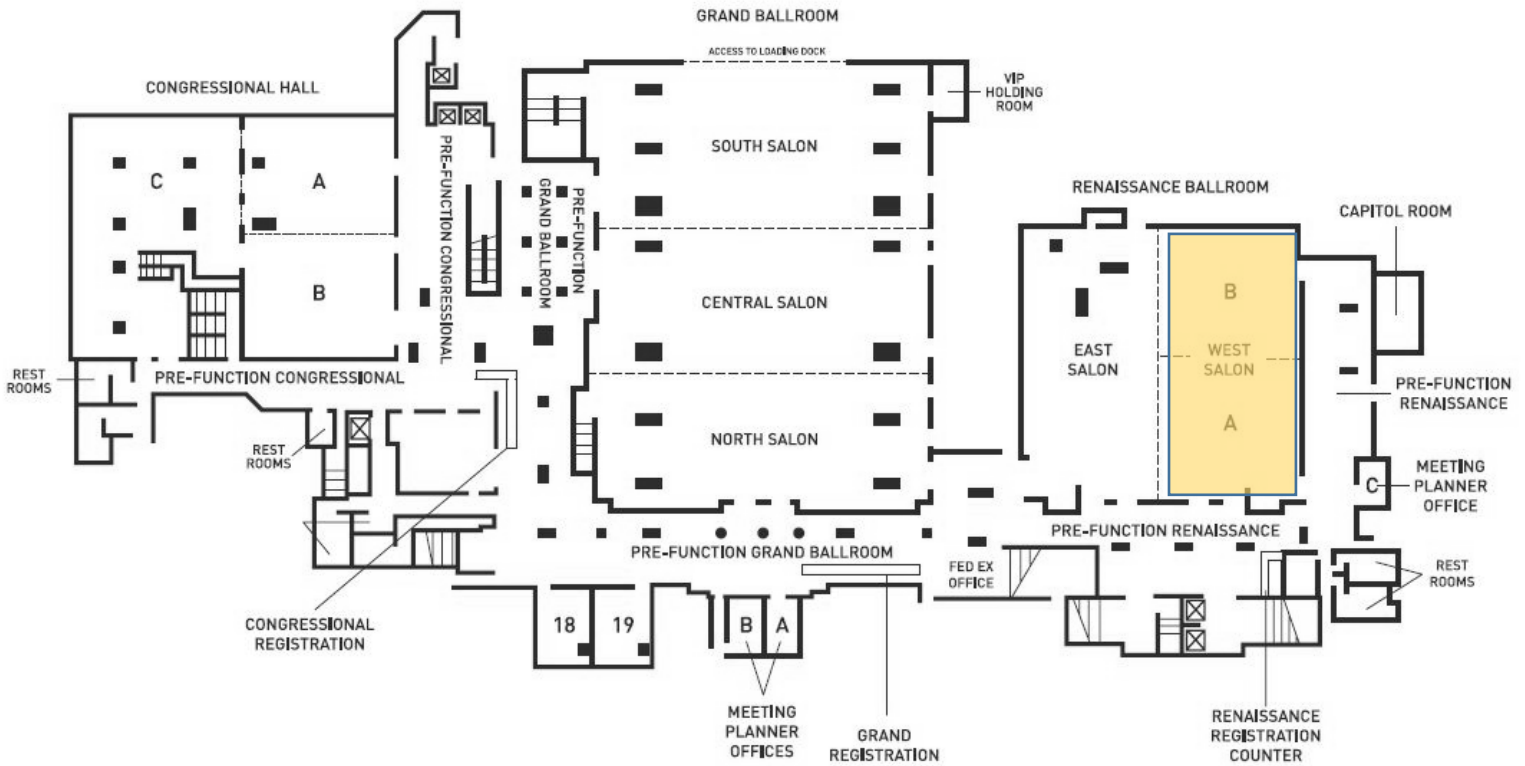 GRAND BALLROOM
ACCESS TO LOADING DOCK
CONGRESSIONAL HALL
VIP
HOLDING
ROOM
C
A
B
PRE-FUNCTION CONGRESSIONAL
GRAND BALLROOM
PRE-FUNCTION
SOUTH SALON
CENTRAL SALON
NORTH SALON
RENAISSANCE BALLROOM
CAPITOL ROOM
EAST
SALON
B
WEST
SALON
A
PRE-FUNCTION
RENAISSANCE
REST
ROOMS
PRE-FUNCTION CONGRESSIONAL
REST
ROOMS
C
MEETING
PLANNER
OFFICE
PRE-FUNCTION RENAISSANCE
PRE-FUNCTION GRAND BALLROOM
FED EX
OFFICE
REST
ROOMS
CONGRESSIONAL
REGISTRATION
18
19
B
A
MEETING
PLANNER
OFFICES
GRAND
REGISTRATION
RENAISSANCE
REGISTRATION
COUNTER